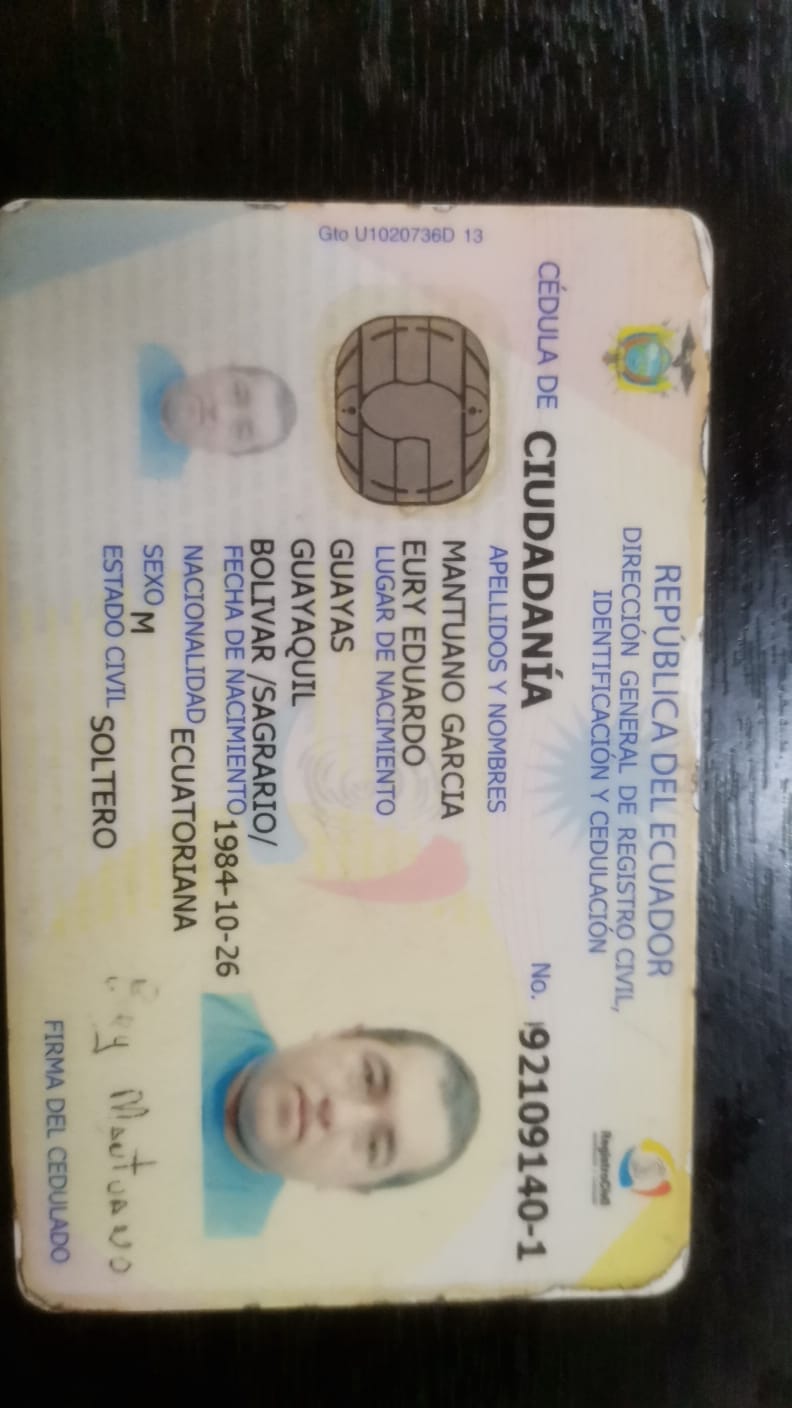 REPÚBLICA DEL ECUADOR
DIRECCIÓN GENERAL DE REGISTRO CIVIL,
IDENTIFICACIÓN Y CEDULACIÓN
RegistroCivil
CÉDULA DE CIUDADANÍA
No. 92109140-1
APELLIDOS Y NOMBRES
MANTUANO GARCIA
EURY EDUARDO
LUGAR DE NACIMIENTO
GUAYAS
GUAYAQUIL
BOLIVAR /SAGRARIO/
FECHA DE NACIMIENTO 1984-10-26
NACIONALIDAD ECUATORIANA
SEXO M
ESTADO CIVIL SOLTERO
Gto U1020736D 13
Mantuano
FIRMA DEL CEDULADO